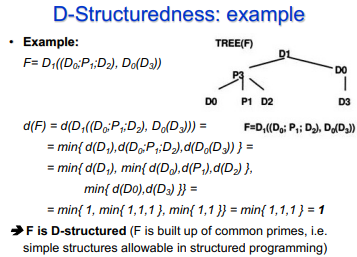 D-Structuredness: example
• Example:
TREE(F)
F= D₁((D₀;P₁;D₂), D₀(D₃))
D1
P3
D0
D0 P1 D2 D3
d(F) = d(D₁((D₀;P₁;D₂), D₀(D₃))) =
F=D₁((D₀; P₁; D₂), D₀(D₃))
= min{ d(D₁),d(D₀;P₁;D₂),d(D₀(D₃)) } =
= min{ d(D₁), min{ d(D₀),d(P₁),d(D₂) },
min{ d(D0),d(D₃) }} =
= min{ 1, min{ 1,1,1 }, min{ 1,1 }} = min{ 1,1,1 } = 1
➔ F is D-structured (F is built up of common primes, i.e.
simple structures allowable in structured programming)